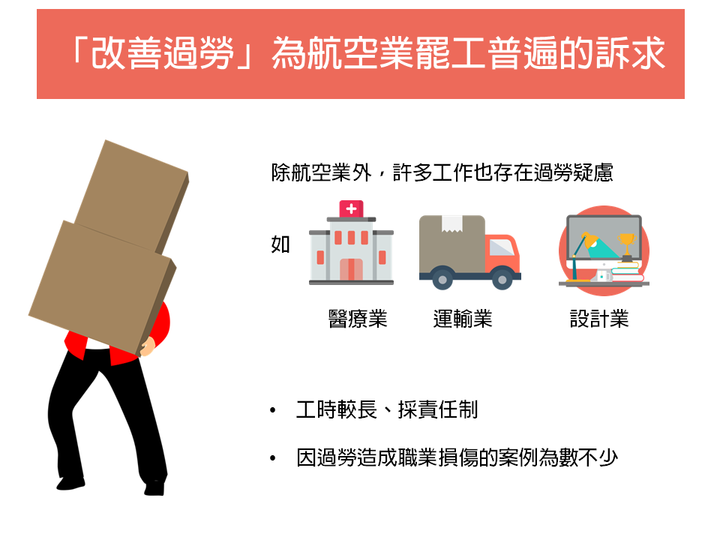 「改善過勞」為航空業罷工普遍的訴求
除航空業外，許多工作也存在過勞疑慮
如
醫療業
運輸業
設計業
• 工時較長、採責任制
• 因過勞造成職業損傷的案例為數不少